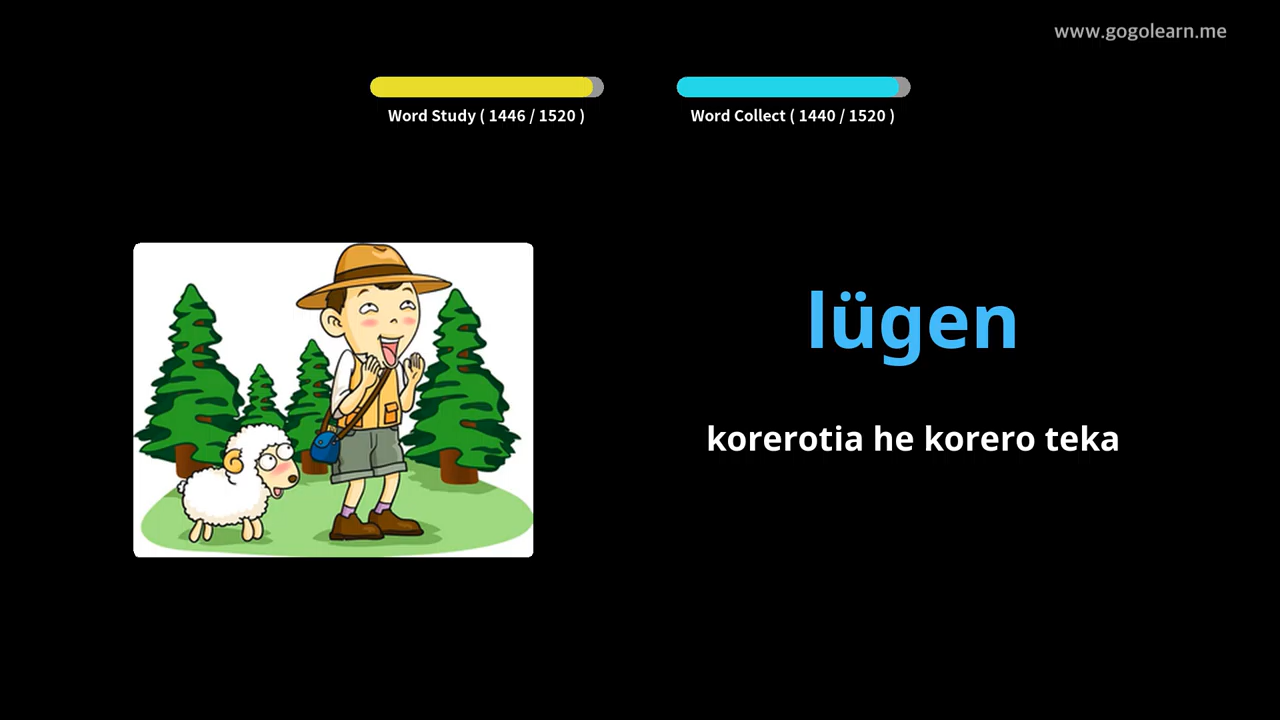 www.gogolearn.me
Word Study ( 1446 / 1520 )
Word Collect ( 1440 / 1520 )
lügen
korerotia he korero teka